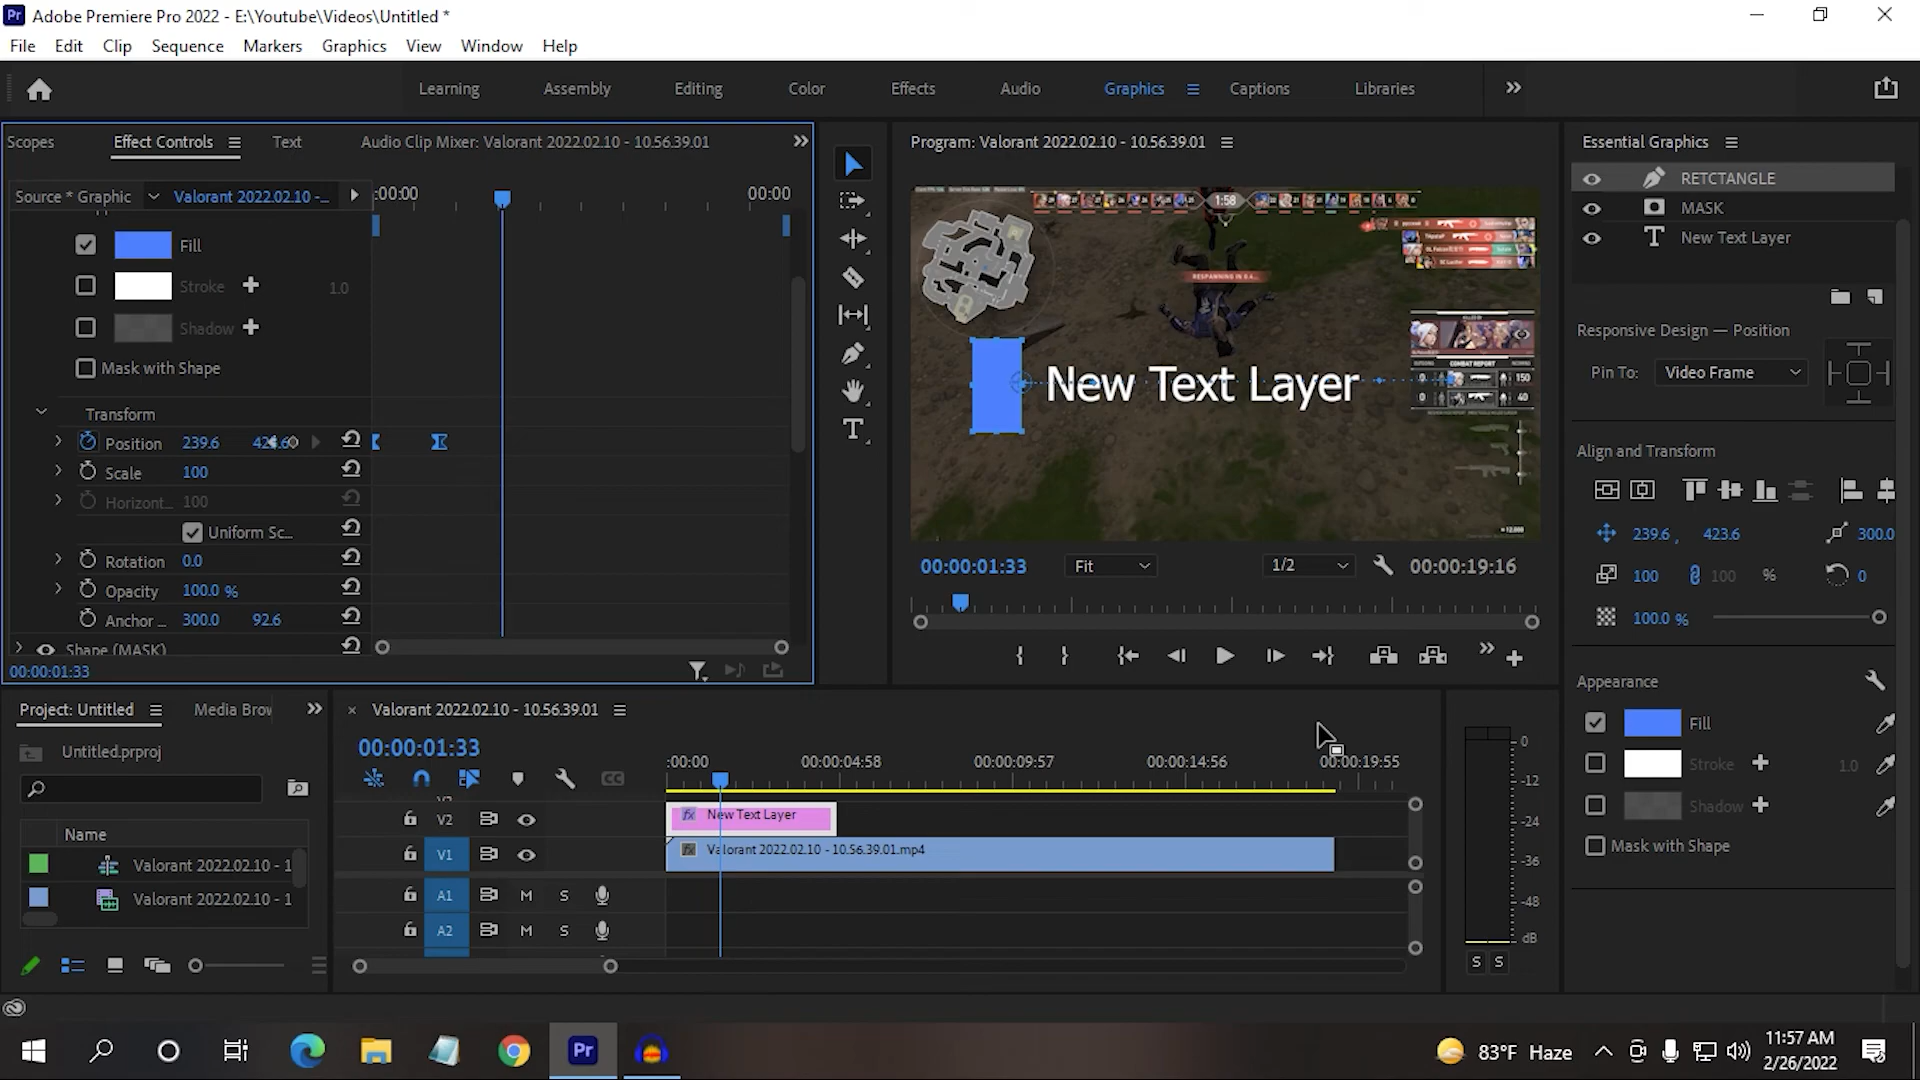 Adobe Premiere Pro 2022 - E:\Youtube\Videos\Untitled *
File Edit Clip Sequence Markers Graphics View Window Help
Learning Assembly Editing Color Effects Audio Graphics Captions Libraries
Scopes Effect Controls Text Audio Clip Mixer: Valorant 2022.02.10 - 10.56.39.01
Source * Graphic Valorant 2022.02.10 -...
:00:00 00:00
Fill
Stroke 1.0
Shadow
Mask with Shape
Transform
Position 239.6
Scale 100
Horizont... 100
Uniform Sc...
Rotation 0.0
Opacity 100.0 %
Anchor ... 300.0 92.6
Shape (MASK)
00:00:01:33
Program: Valorant 2022.02.10 - 10.56.39.01
1:58
COMBAT REPORT
150
40
New Text Layer
00:00:01:33 Fit 1/2 00:00:19:16
Essential Graphics
RETCTANGLE
MASK
New Text Layer
Responsive Design — Position
Pin To: Video Frame
Align and Transform
239.6 , 423.6 300.0
100 100 % 0
100.0 %
Appearance
Fill
Stroke 1.0
Shadow
Mask with Shape
Project: Untitled Media Brow
Untitled.prproj
Name
Valorant 2022.02.10 - 1
Valorant 2022.02.10 - 1
Valorant 2022.02.10 - 10.56.39.01
00:00:01:33
:00:00 00:00:04:58 00:00:09:57 00:00:14:56 00:00:19:55
V2 New Text Layer
V1 Valorant 2022.02.10 - 10.56.39.01.mp4
A1 M S
A2 M S
0
-12
-24
-36
-48
dB
S S
83°F Haze
11:57 AM
2/26/2022